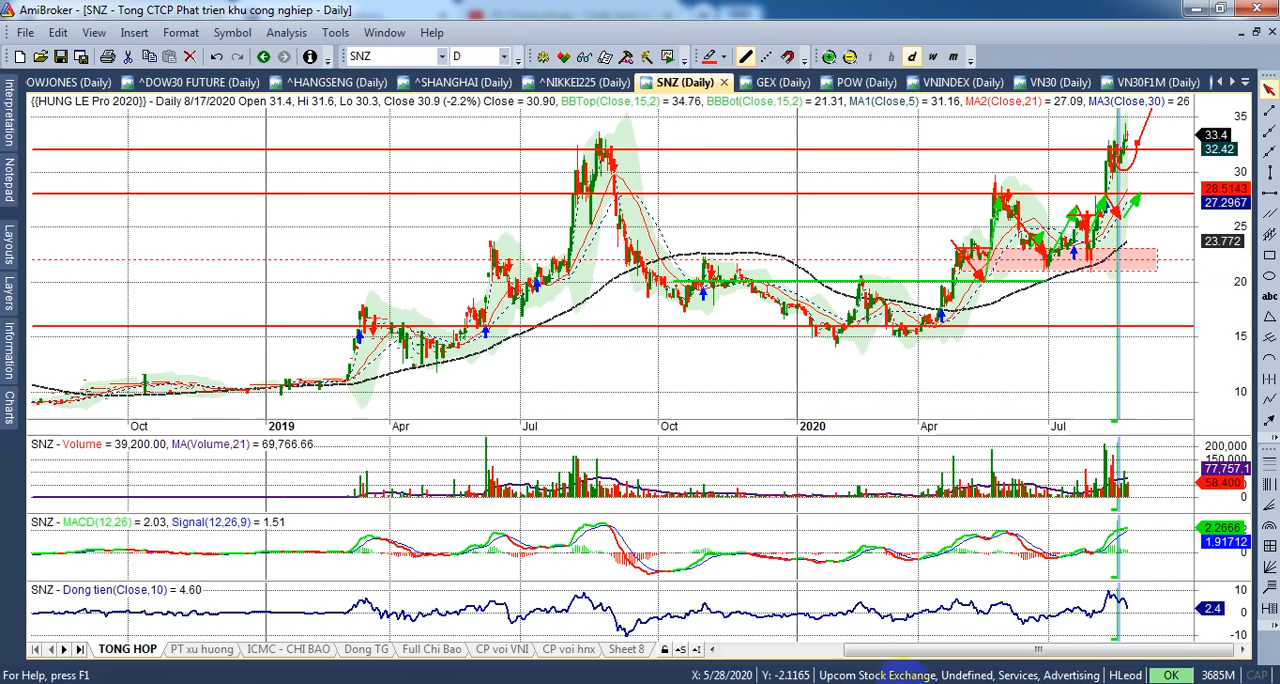 AmiBroker - [SNZ - Tong CTCP Phat trien khu cong nghiep - Daily]
File Edit View Insert Format Symbol Analysis Tools Window Help
SNZ D i h d w m
OWJONES (Daily) ^DOW30 FUTURE (Daily) ^HANGSENG (Daily) ^SHANGHAI (Daily) ^NIKKEI225 (Daily) SNZ (Daily) GEX (Daily) POW (Daily) VNINDEX (Daily) VN30 (Daily) VN30F1M (Daily)
{{HUNG LE Pro 2020}} - Daily 8/17/2020 Open 31.4, Hi 31.6, Lo 30.3, Close 30.9 (-2.2%) Close = 30.90, BBTop(Close,15,2) = 34.76, BBBot(Close,15,2) = 21.31, MA1(Close,5) = 31.16, MA2(Close,21) = 27.09, MA3(Close,30) = 26
Interpretation
Notepad
Layouts
Layers
Information
Charts
35
33.4
32.42
30
28.5143
27.2967
25
23.772
20
15
10
Oct 2019 Apr Jul Oct 2020 Apr Jul
SNZ - Volume = 39,200.00, MA(Volume,21) = 69,766.66
200,000
150,000
77,757.1
58,400
0
SNZ - MACD(12,26) = 2.03, Signal(12,26,9) = 1.51
2.2666
1.91712
0
SNZ - Dong tien(Close,10) = 4.60
10
2.4
0
-10
abc
TONG HOP PT xu huong ICMC - CHI BAO Dong TG Full Chi Bao CP voi VNI CP voi hnx Sheet 8
For Help, press F1 X: 5/28/2020 Y: -2.1165 Upcom Stock Exchange, Undefined, Services, Advertising HLeod OK 3685M CAP